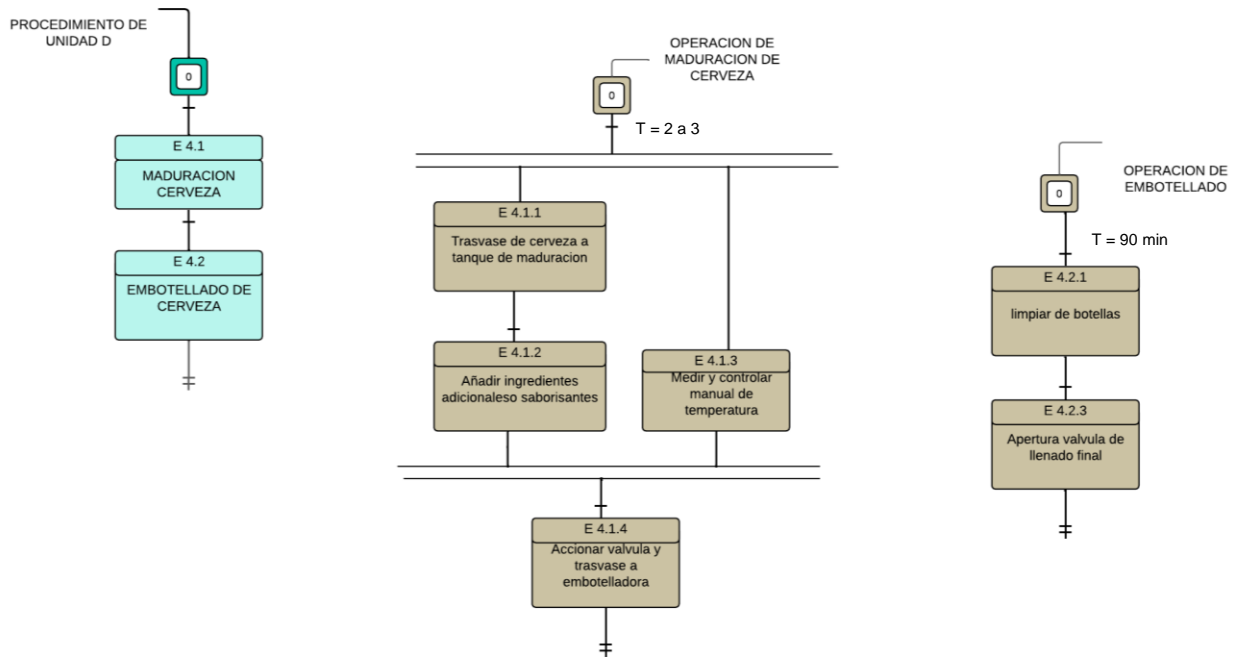 PROCEDIMIENTO DE
UNIDAD D
0
E 4.1
MADURACION
CERVEZA
E 4.2
EMBOTELLADO DE
CERVEZA
OPERACION DE
MADURACION DE
CERVEZA
0
T = 2 a 3
E 4.1.1
Trasvase de cerveza a
tanque de maduracion
E 4.1.2
Añadir ingredientes
adicionaleso saborisantes
E 4.1.3
Medir y controlar
manual de
temperatura
E 4.1.4
Accionar valvula y
trasvase a
embotelladora
OPERACION DE
EMBOTELLADO
0
T = 90 min
E 4.2.1
limpiar de botellas
E 4.2.3
Apertura valvula de
llenado final